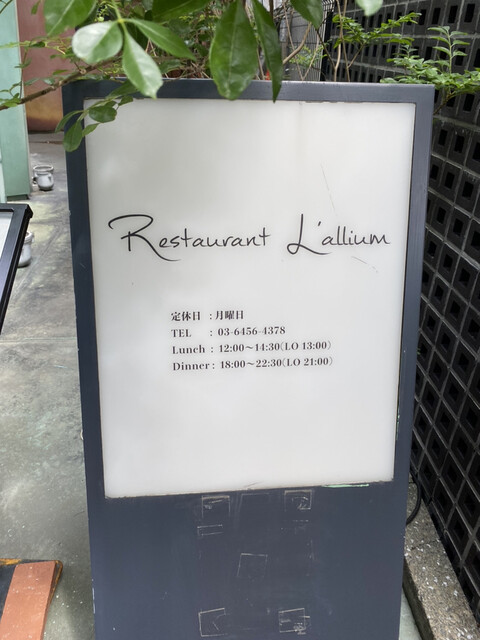 Restaurant L'allium
定休日 : 月曜日
TEL : 03-6456-4378
Lunch : 12:00〜14:30(LO 13:00)
Dinner : 18:00〜22:30(LO 21:00)